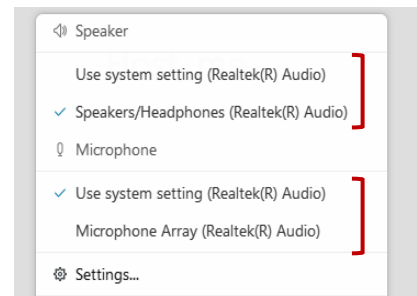 Speaker
Use system setting (Realtek(R) Audio)
Speakers/Headphones (Realtek(R) Audio)
Microphone
Use system setting (Realtek(R) Audio)
Microphone Array (Realtek(R) Audio)
Settings...